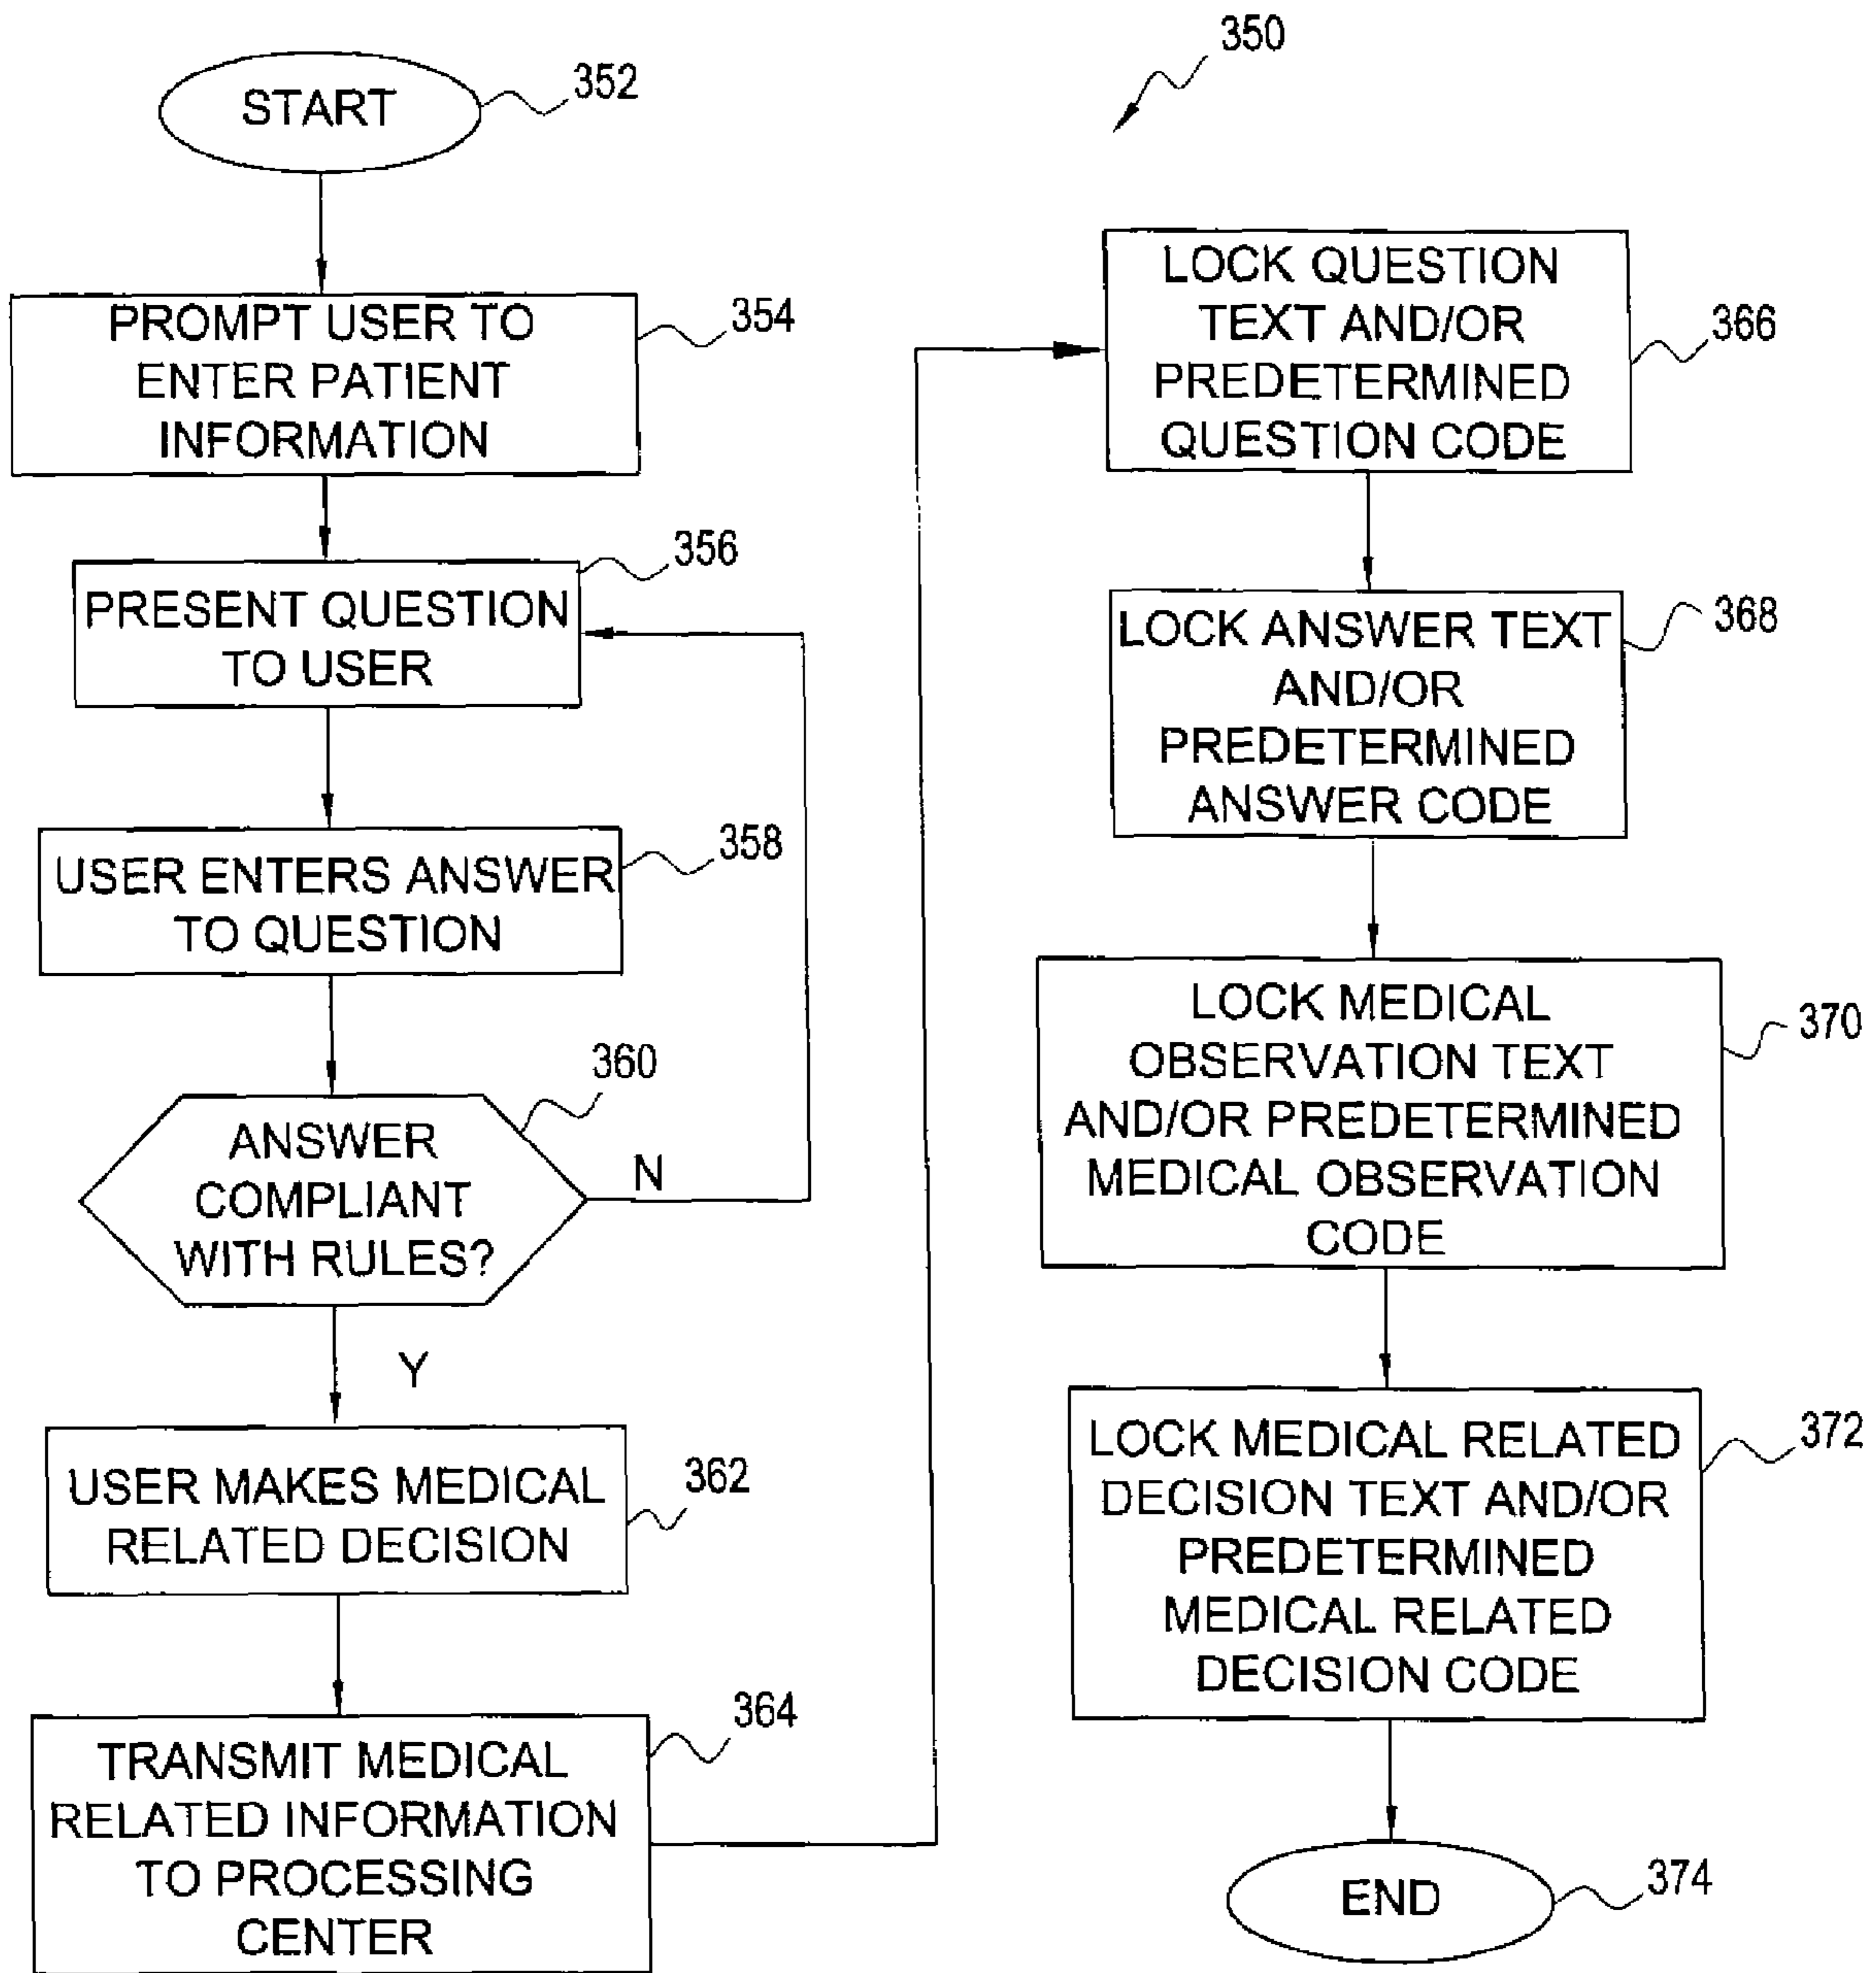 350
START
352
PROMPT USER TO
ENTER PATIENT
INFORMATION
354
PRESENT QUESTION
TO USER
356
USER ENTERS ANSWER
TO QUESTION
358
ANSWER
COMPLIANT
WITH RULES?
360
N
Y
USER MAKES MEDICAL
RELATED DECISION
362
TRANSMIT MEDICAL
RELATED INFORMATION
TO PROCESSING
CENTER
364
LOCK QUESTION
TEXT AND/OR
PREDETERMINED
QUESTION CODE
366
LOCK ANSWER TEXT
AND/OR
PREDETERMINED
ANSWER CODE
368
LOCK MEDICAL
OBSERVATION TEXT
AND/OR PREDETERMINED
MEDICAL OBSERVATION
CODE
370
LOCK MEDICAL RELATED
DECISION TEXT AND/OR
PREDETERMINED
MEDICAL RELATED
DECISION CODE
372
END
374